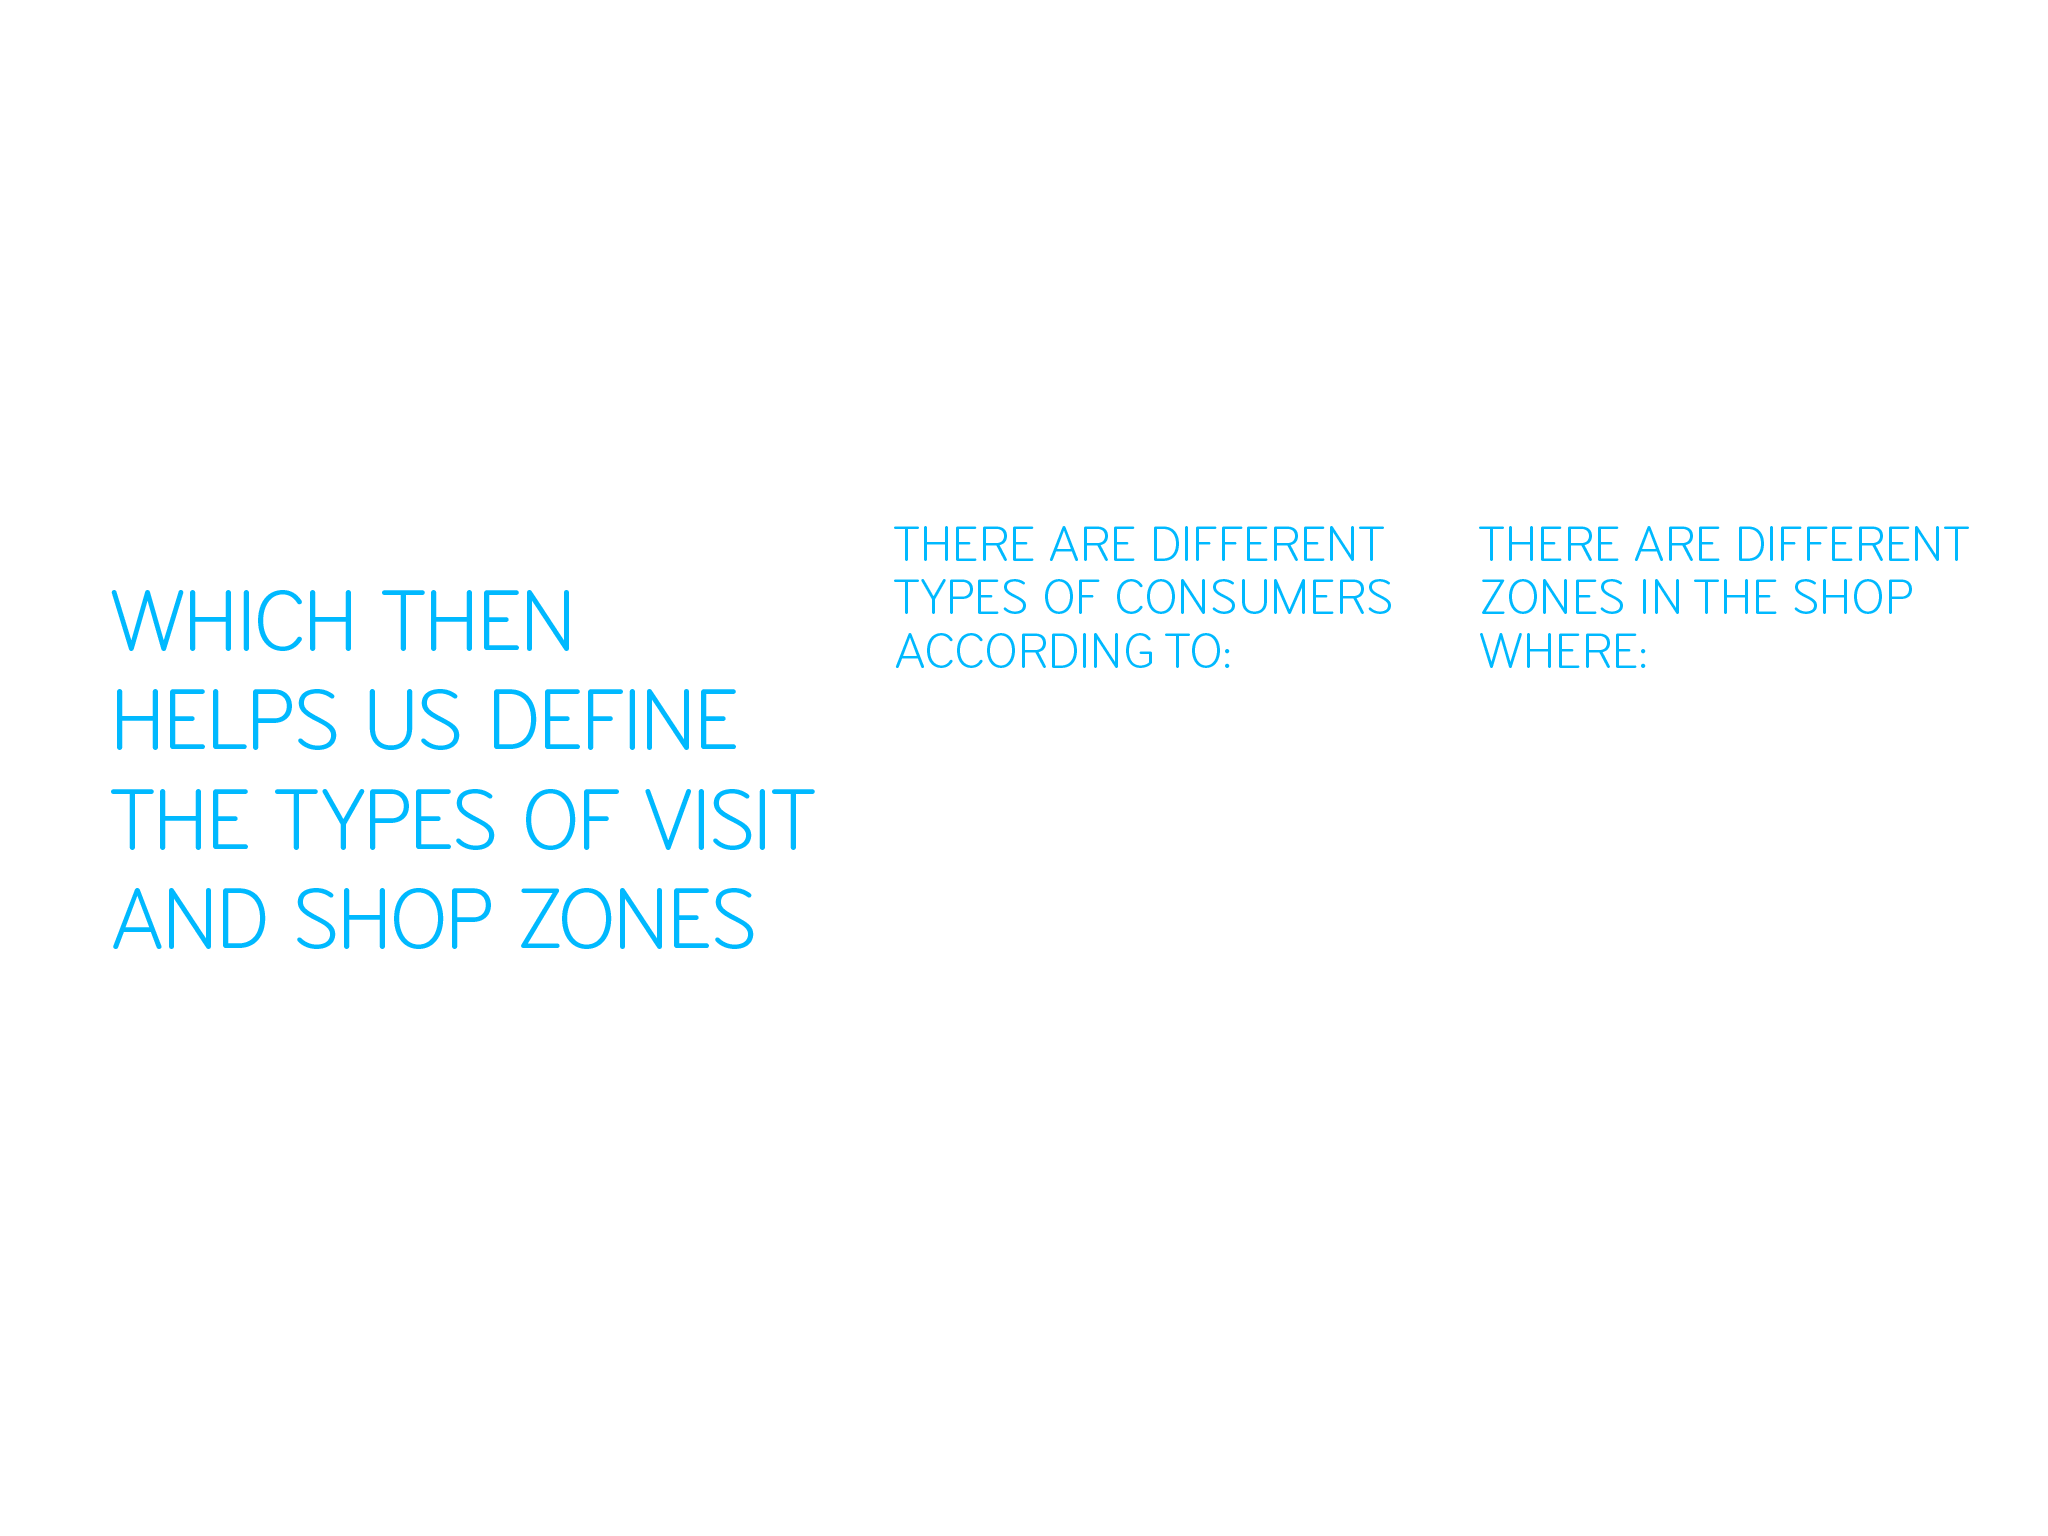 WHICH THEN
HELPS US DEFINE
THE TYPES OF VISIT
AND SHOP ZONES
THERE ARE DIFFERENT
TYPES OF CONSUMERS
ACCORDING TO:
THERE ARE DIFFERENT
ZONES IN THE SHOP
WHERE: